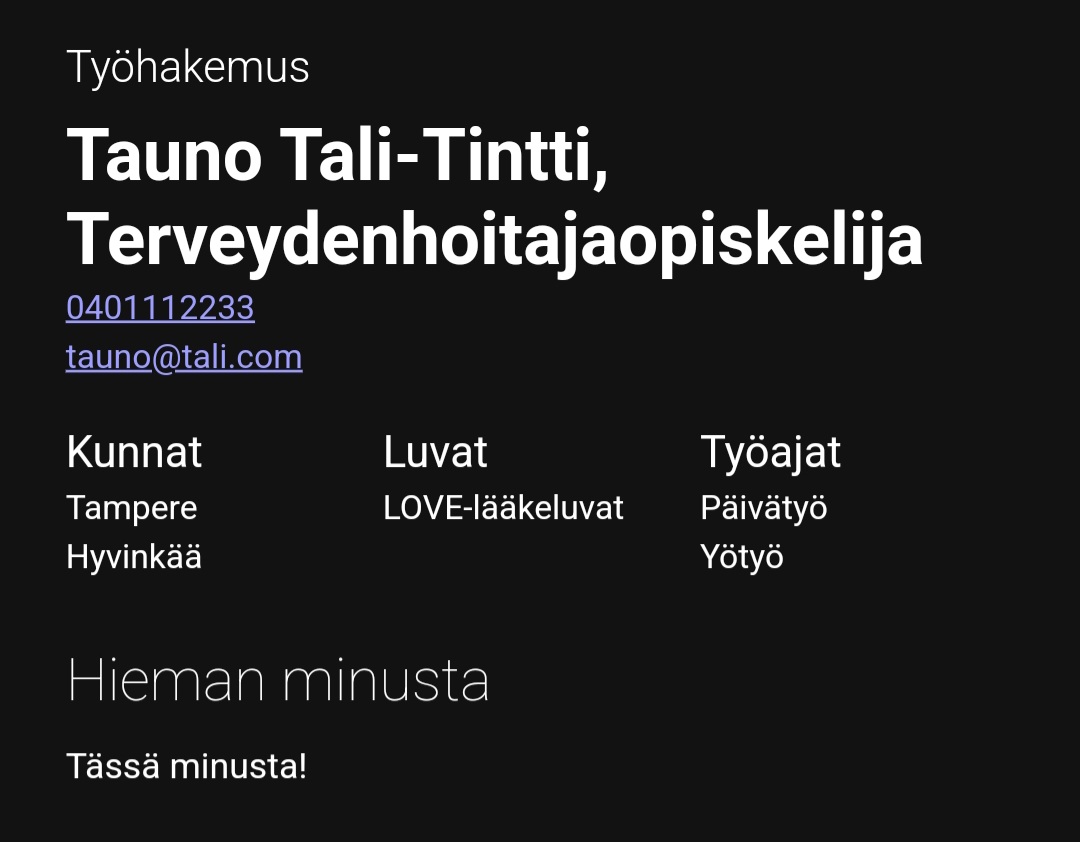 Työhakemus
Tauno Tali-Tintti,
Terveydenhoitajaopiskelija
0401112233
tauno@tali.com
Kunnat
Tampere
Hyvinkää
Luvat
LOVE-lääkeluvat
Työajat
Päivätyö
Yötyö
Hieman minusta
Tässä minusta!